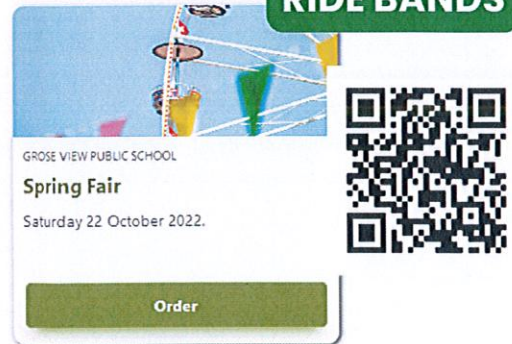 RIDE BANDS
GROSE VIEW PUBLIC SCHOOL
Spring Fair
Saturday 22 October 2022.
Order